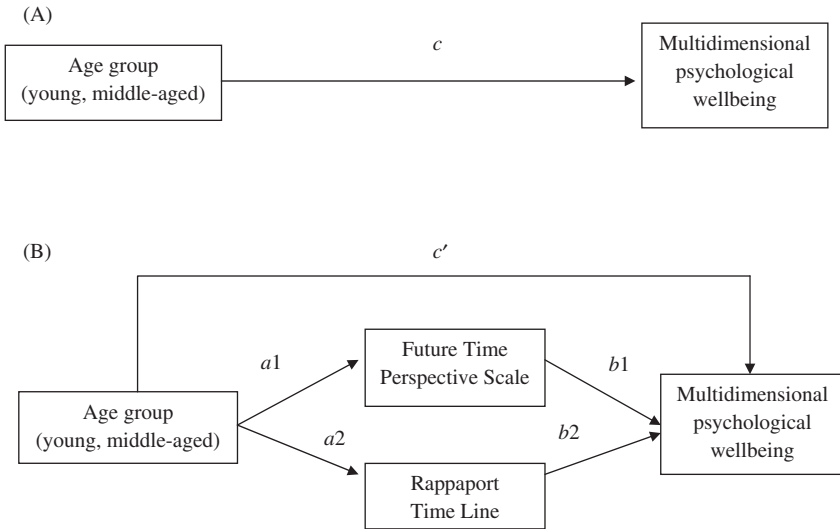 (A)
c
Age group
(young, middle-aged)
Multidimensional
psychological
wellbeing
(B)
c′
a1
Future Time
Perspective Scale
b1
Age group
(young, middle-aged)
Multidimensional
psychological
wellbeing
a2
b2
Rappaport
Time Line